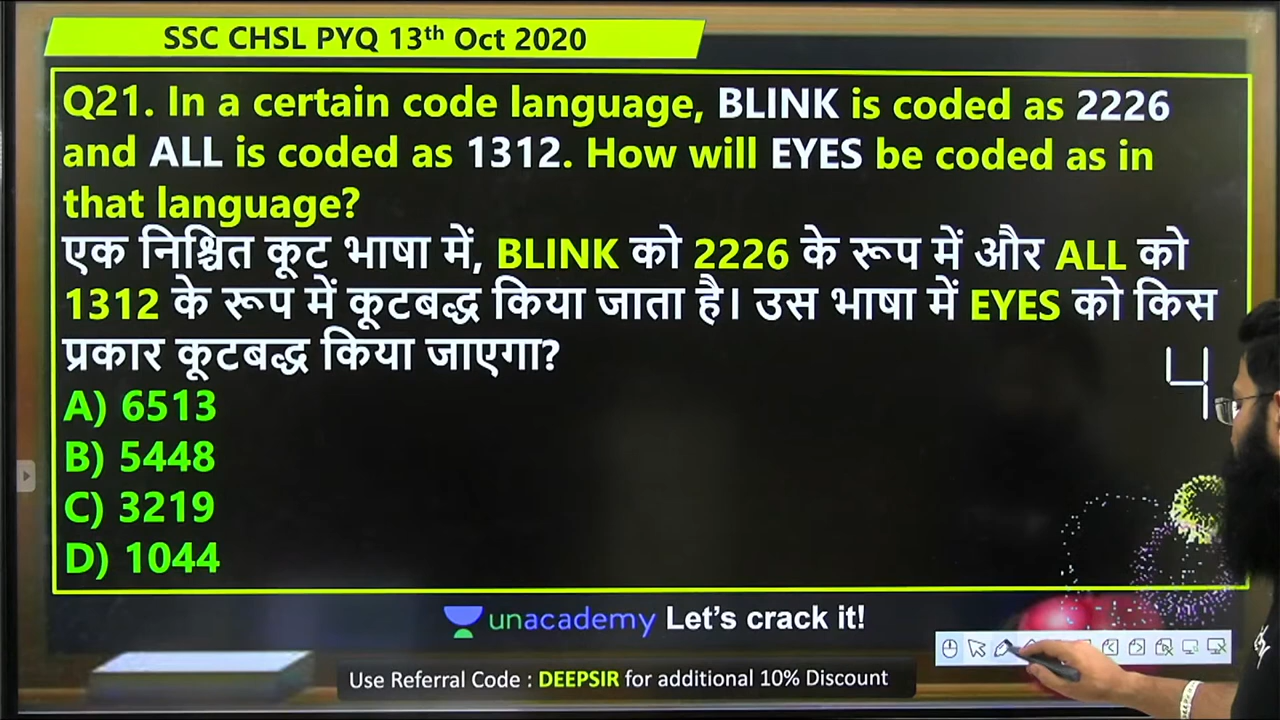 SSC CHSL PYQ 13th Oct 2020
Q21. In a certain code language, BLINK is coded as 2226
and ALL is coded as 1312. How will EYES be coded as in
that language?
एक निश्चित कूट भाषा में, BLINK को 2226 के रूप में और ALL को
1312 के रूप में कूटबद्ध किया जाता है। उस भाषा में EYES को किस
प्रकार कूटबद्ध किया जाएगा?
4
A) 6513
B) 5448
C) 3219
D) 1044
unacademy Let's crack it!
Use Referral Code : DEEPSIR for additional 10% Discount